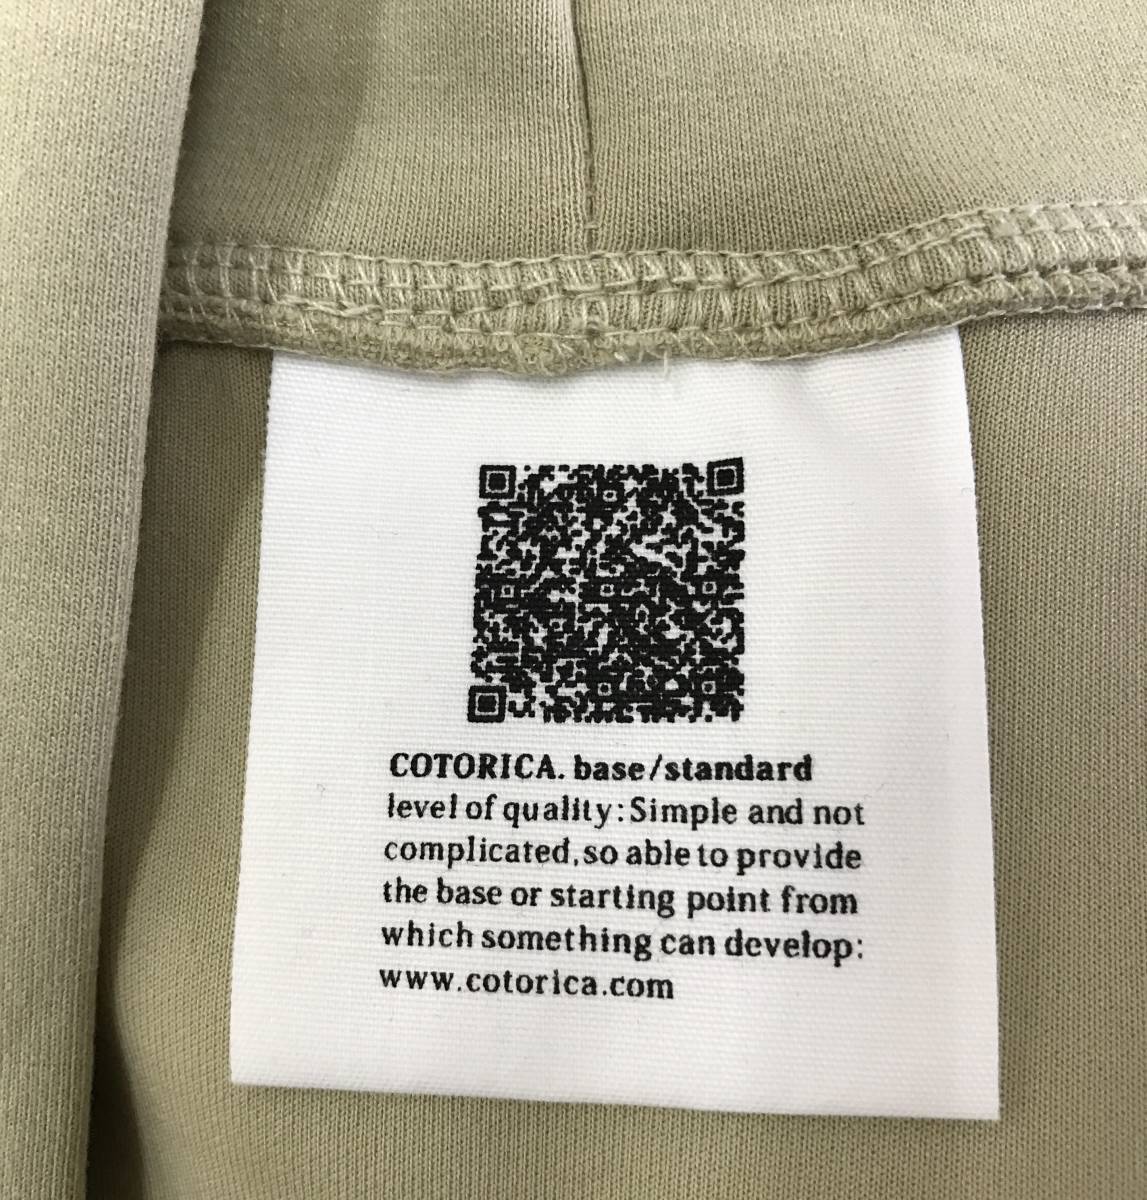 COTORICA. base/standard
level of quality:Simple and not
complicated,so able to provide
the base or starting point from
which something can develop:
www.cotorica.com